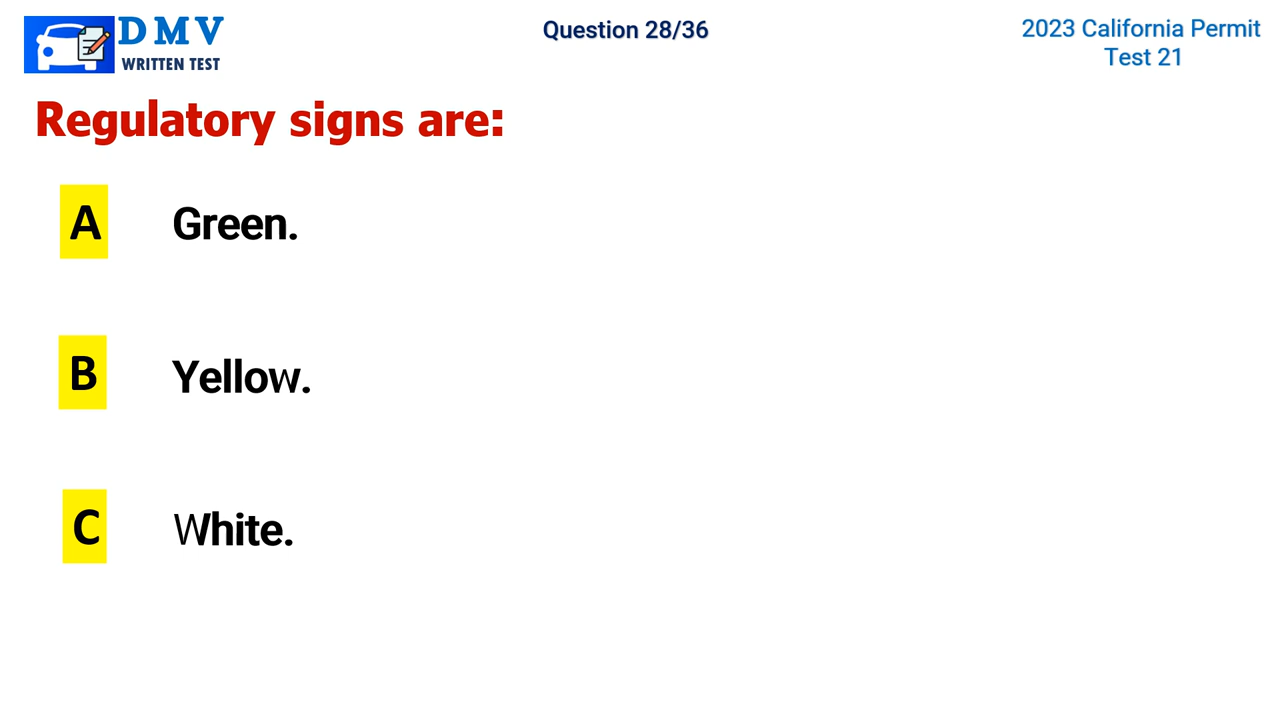 DMV
WRITTEN TEST
Question 28/36
2023 California Permit
Test 21
Regulatory signs are:
A Green.
B Yellow.
C White.